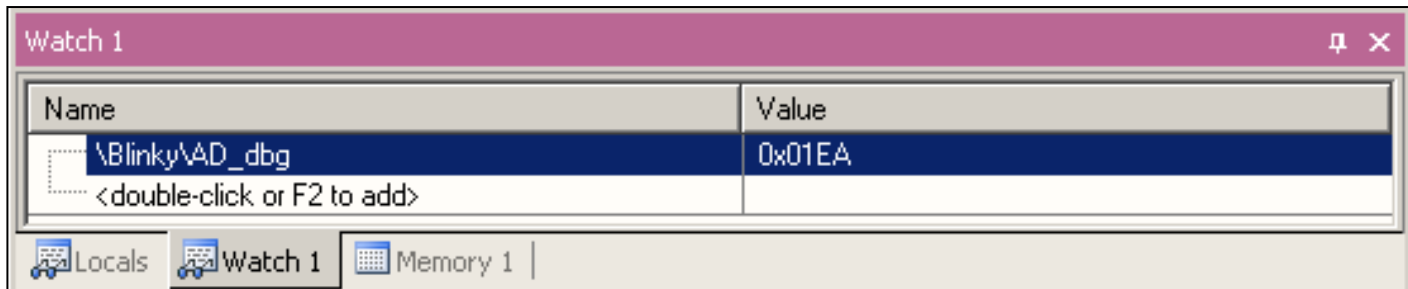 Watch 1
Name Value
\Blinky\AD_dbg 0x01EA
<double-click or F2 to add>
Locals Watch 1 Memory 1